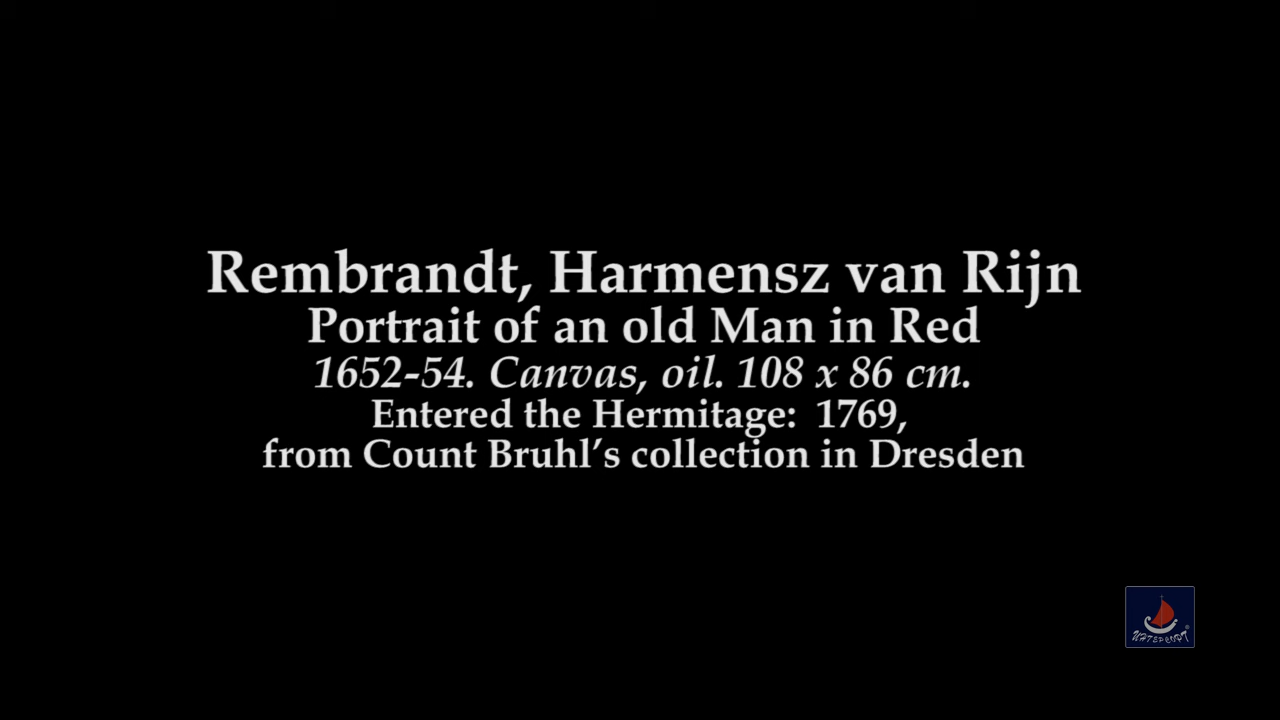 Rembrandt, Harmensz van Rijn
Portrait of an old Man in Red
1652-54. Canvas, oil. 108 x 86 cm.
Entered the Hermitage:  1769,
from Count Bruhl’s collection in Dresden